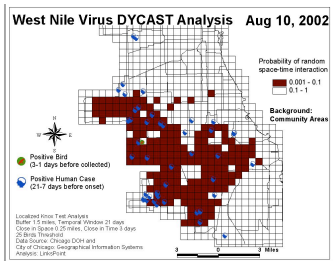 West Nile Virus DYCAST Analysis Aug 10, 2002
Probability of random
space-time interaction
0.001 - 0.1
0.1 - 1
Background:
Community Areas
N
W E
S
Positive Bird
(3-1 days before collected)
Positive Human Case
(21-7 days before onset)
Localized Knox Test Analysis
Buffer 1.5 miles, Temporal Window 21 days
Close in Space 0.25 miles, Close in Time 3 days
25 Birds Threshold
Data Source: Chicago DOH and
City of Chicago: Geographical Information Systems
Analysis: LinksPoint
3 0 3 Miles